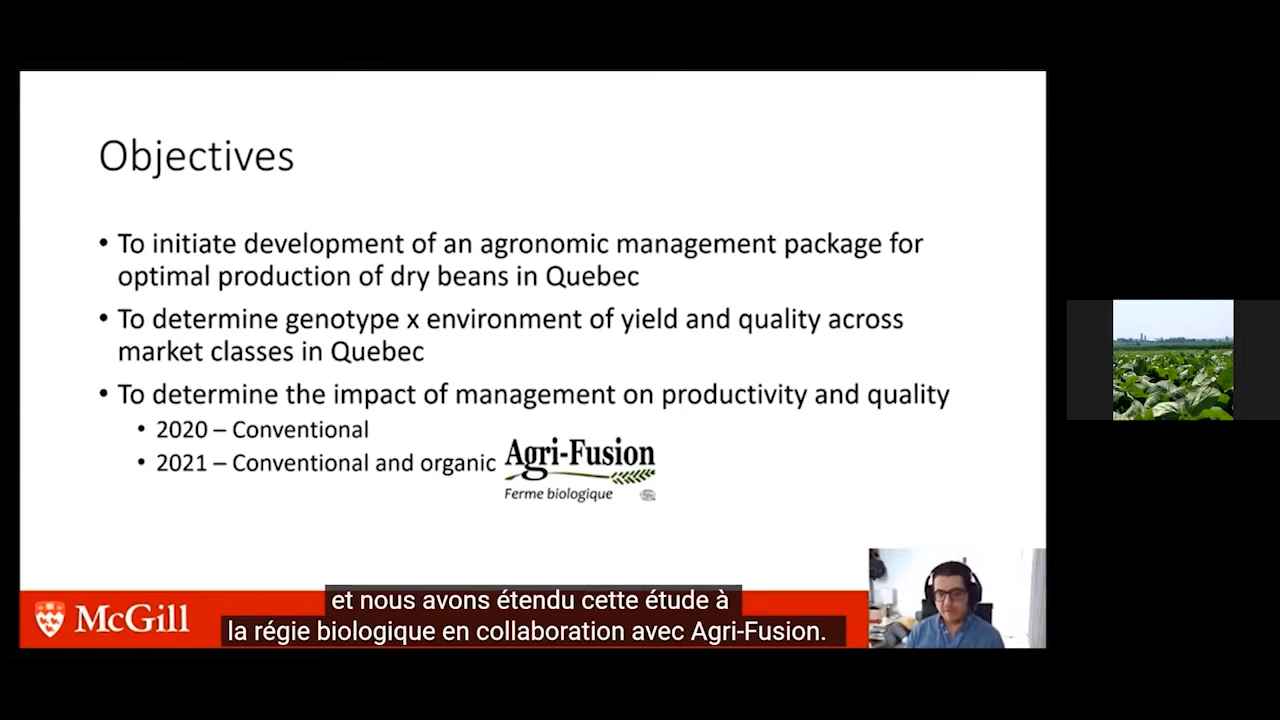 Objectives
• To initiate development of an agronomic management package for
optimal production of dry beans in Quebec
• To determine genotype x environment of yield and quality across
market classes in Quebec
• To determine the impact of management on productivity and quality
• 2020 – Conventional
• 2021 – Conventional and organic
Agri-Fusion
Ferme biologique
McGill
et nous avons étendu cette étude à
la régie biologique en collaboration avec Agri-Fusion.